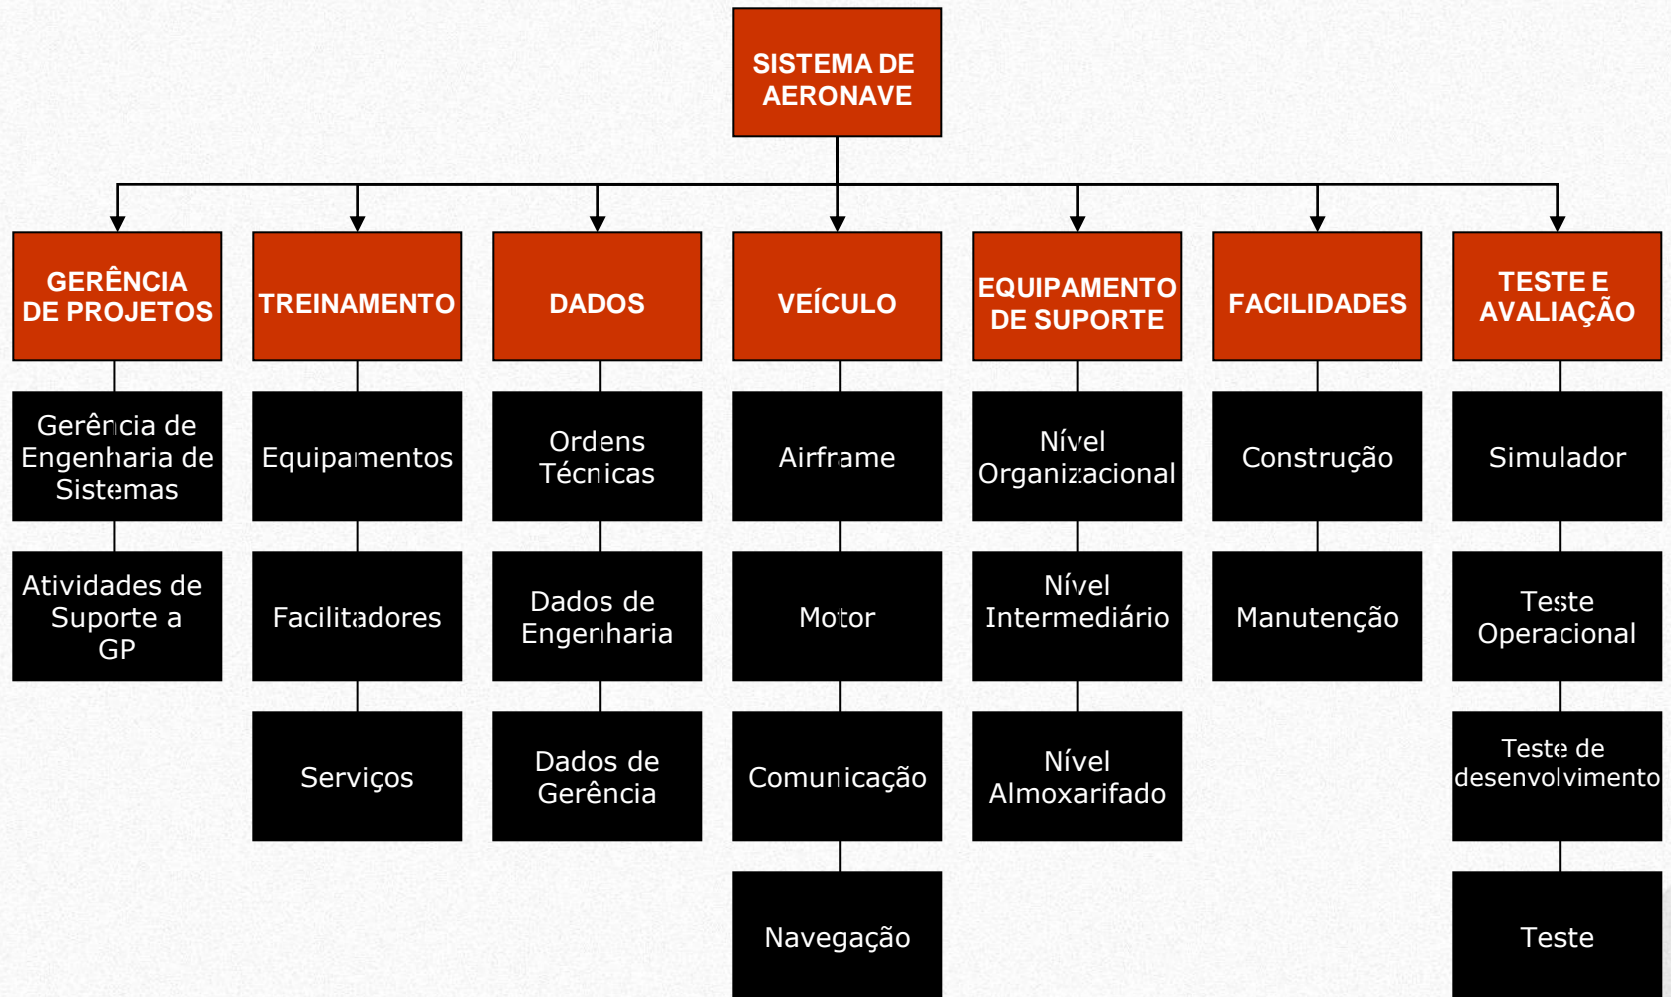 SISTEMA DE
AERONAVE
GERÊNCIA
DE PROJETOS
TREINAMENTO
DADOS
VEÍCULO
EQUIPAMENTO
DE SUPORTE
FACILIDADES
TESTE E
AVALIAÇÃO
Gerência de
Engenharia de
Sistemas
Equipamentos
Ordens
Técnicas
Airframe
Nível
Organizacional
Construção
Simulador
Atividades de
Suporte a
GP
Facilitadores
Dados de
Engenharia
Motor
Nível
Intermediário
Manutenção
Teste
Operacional
Serviços
Dados de
Gerência
Comunicação
Nível
Almoxarifado
Teste de
desenvolvimento
Navegação
Teste